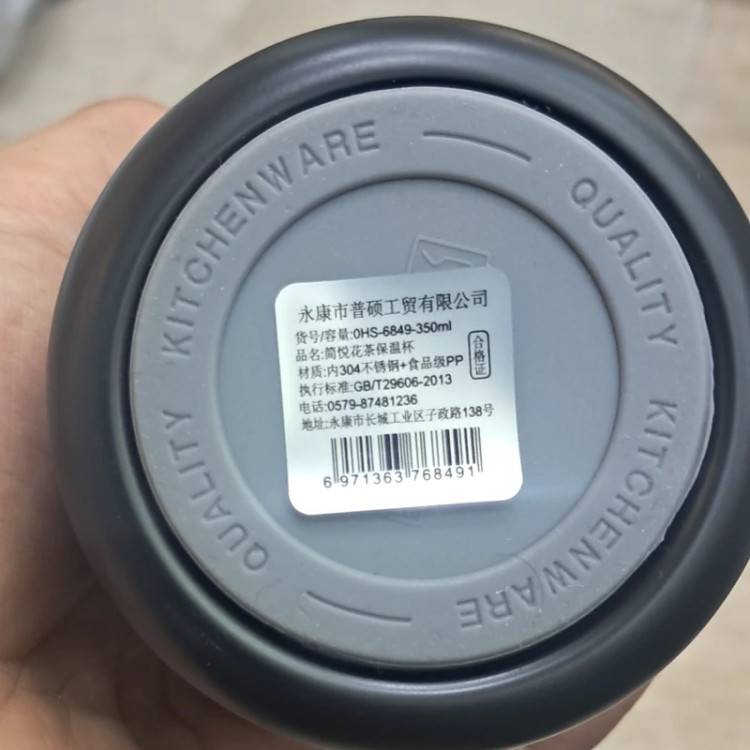 QUALITY KITCHENWARE
QUALITY KITCHENWARE
永康市普硕工贸有限公司
货号/容量:0HS-6849-350ml
品名:简悦花茶保温杯
材质:内304不锈钢+食品级PP
执行标准:GB/T29606-2013
电话:0579-87481236
地址:永康市长城工业区子政路138号
合格证
6 971363 768491